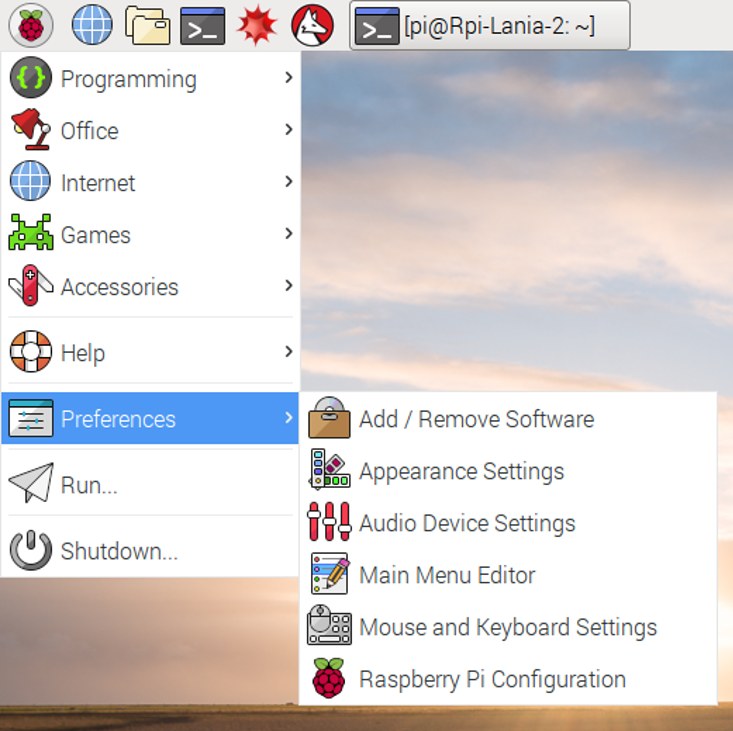 [pi@Rpi-Lania-2: ~]
Programming
Office
Internet
Games
Accessories
Help
Preferences
Run...
Shutdown...
Add / Remove Software
Appearance Settings
Audio Device Settings
Main Menu Editor
Mouse and Keyboard Settings
Raspberry Pi Configuration